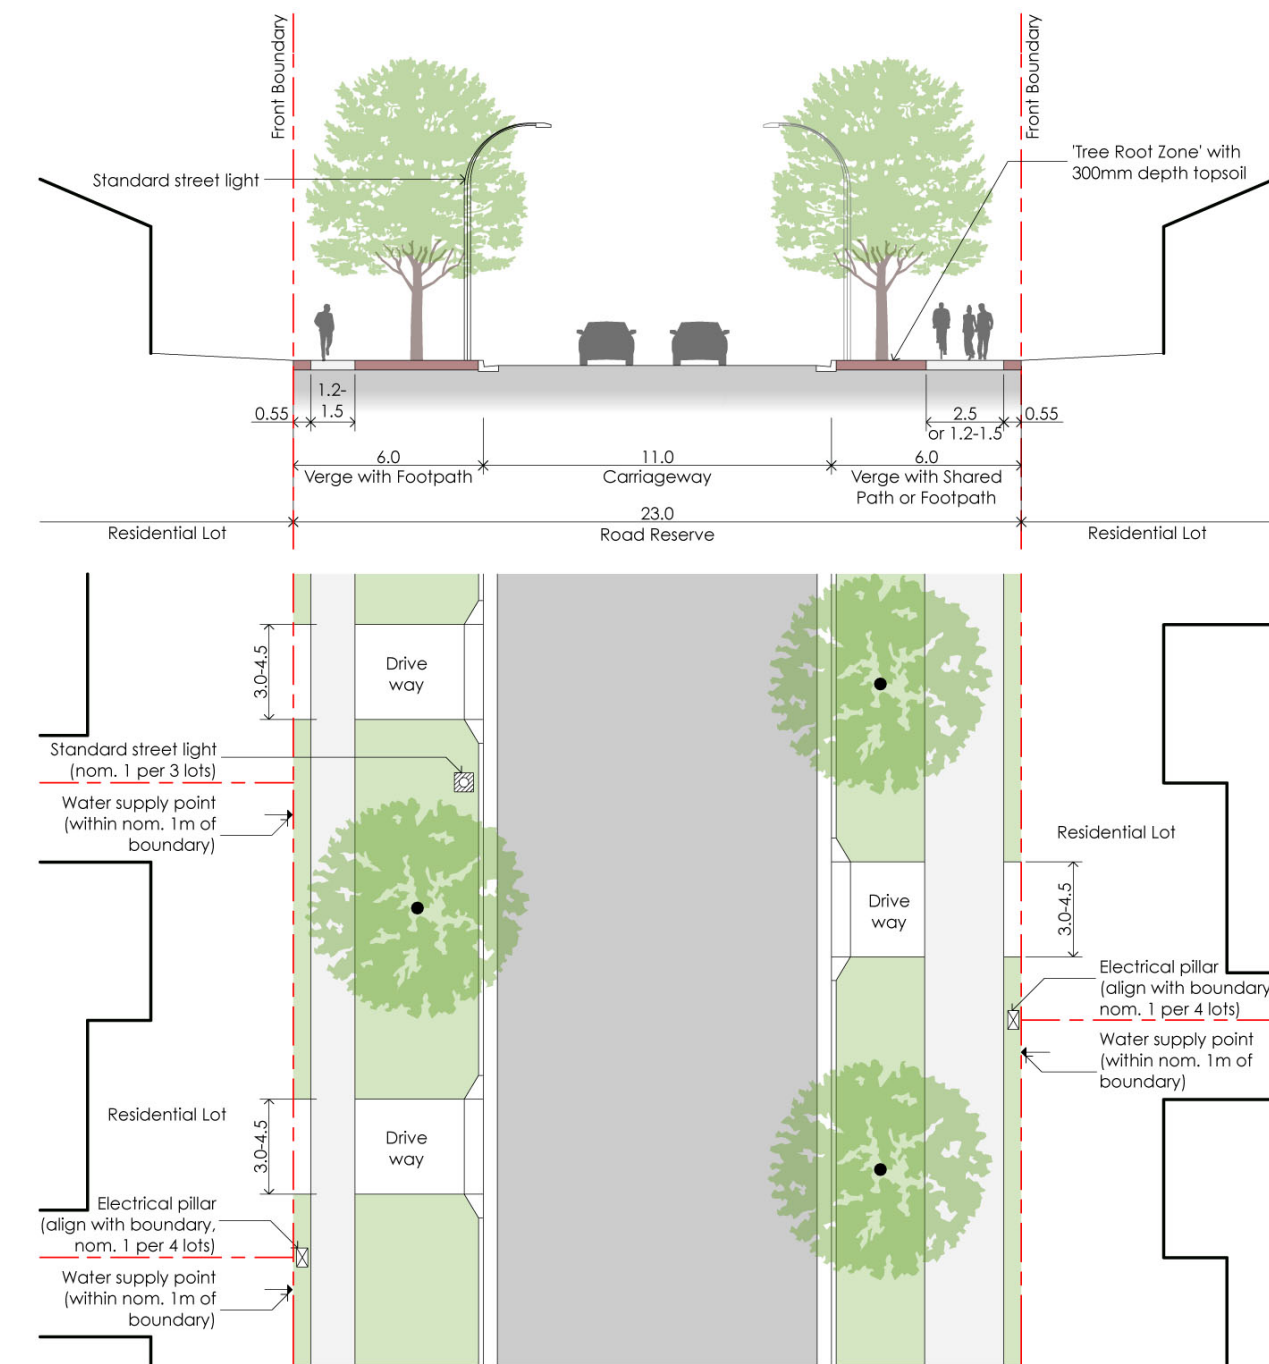 Front Boundary
Front Boundary
'Tree Root Zone' with
300mm depth topsoil
Standard street light
1.2-
1.5
0.55
2.5
or 1.2-1.5
0.55
6.0
Verge with Footpath
11.0
Carriageway
6.0
Verge with Shared
Path or Footpath
23.0
Road Reserve
Residential Lot
Residential Lot
3.0-4.5
Drive
way
Standard street light
(nom. 1 per 3 lots)
Water supply point
(within nom. 1m of
boundary)
Residential Lot
Drive
way
3.0-4.5
Electrical pillar
(align with boundary
nom. 1 per 4 lots)
Water supply point
(within nom. 1m of
boundary)
Residential Lot
3.0-4.5
Drive
way
Electrical pillar
(align with boundary,
nom. 1 per 4 lots)
Water supply point
(within nom. 1m of
boundary)